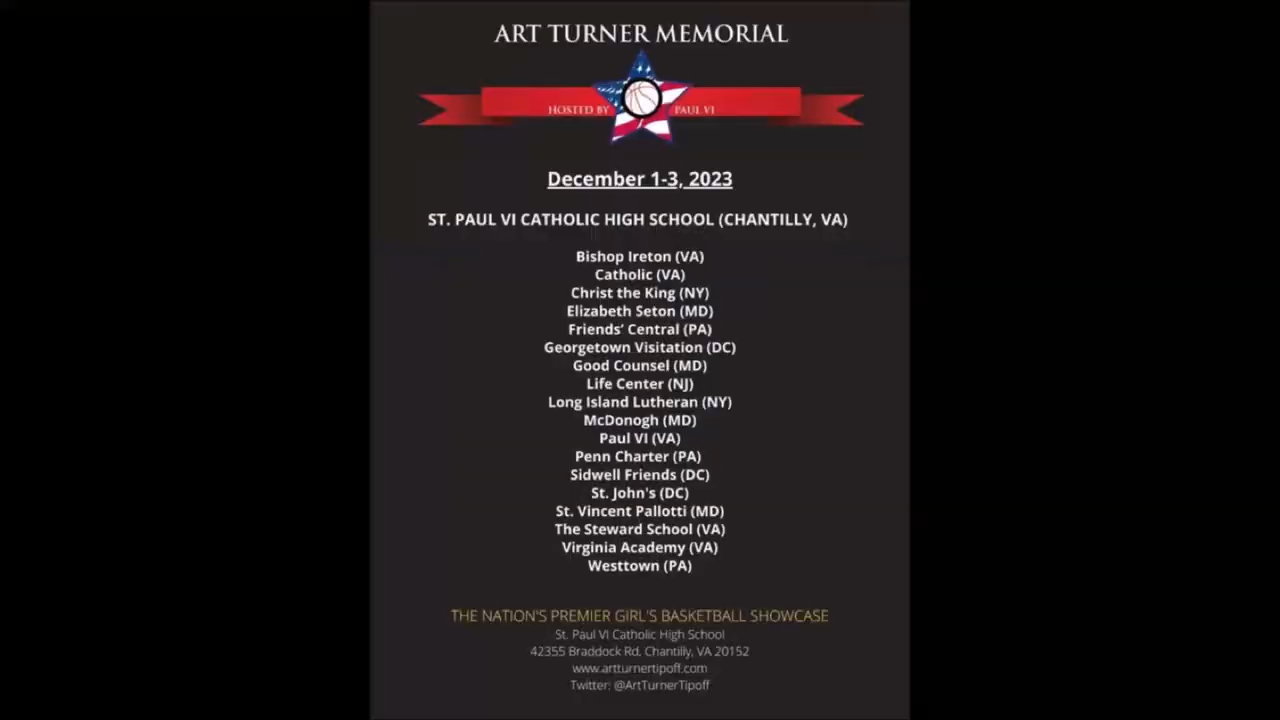 ART TURNER MEMORIAL
HOSTED BY PAUL VI
December 1-3, 2023
ST. PAUL VI CATHOLIC HIGH SCHOOL (CHANTILLY, VA)
Bishop Ireton (VA)
Catholic (VA)
Christ the King (NY)
Elizabeth Seton (MD)
Friends’ Central (PA)
Georgetown Visitation (DC)
Good Counsel (MD)
Life Center (NJ)
Long Island Lutheran (NY)
McDonogh (MD)
Paul VI (VA)
Penn Charter (PA)
Sidwell Friends (DC)
St. John's (DC)
St. Vincent Pallotti (MD)
The Steward School (VA)
Virginia Academy (VA)
Westtown (PA)
THE NATION'S PREMIER GIRL'S BASKETBALL SHOWCASE
St. Paul VI Catholic High School
42355 Braddock Rd. Chantilly, VA 20152
www.artturnertipoff.com
Twitter: @ArtTurnerTipoff